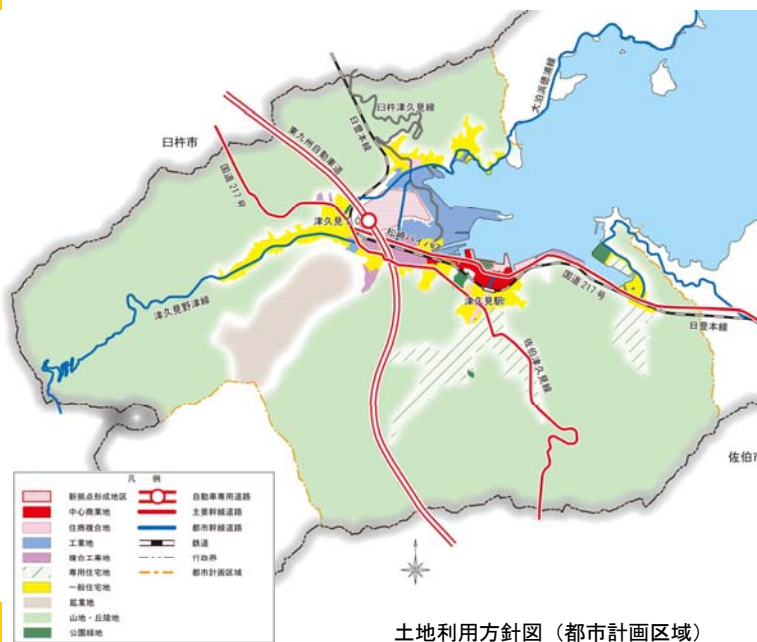 大泊浜徳浦線
臼杵津久見線
日豊本線
臼杵市
東九州自動車道
国道217号
津久見
松崎バイパス
津久見野津線
津久見駅
国道217号
日豊本線
佐伯津久見線
佐伯市
凡例
新拠点形成地区 自動車専用道路
中心商業地 主要幹線道路
住商複合地 都市幹線道路
工業地 鉄道
複合工業地 行政界
専用住宅地 都市計画区域
一般住宅地
鉱業地
山地・丘陵地
公園緑地
土地利用方針図（都市計画区域）